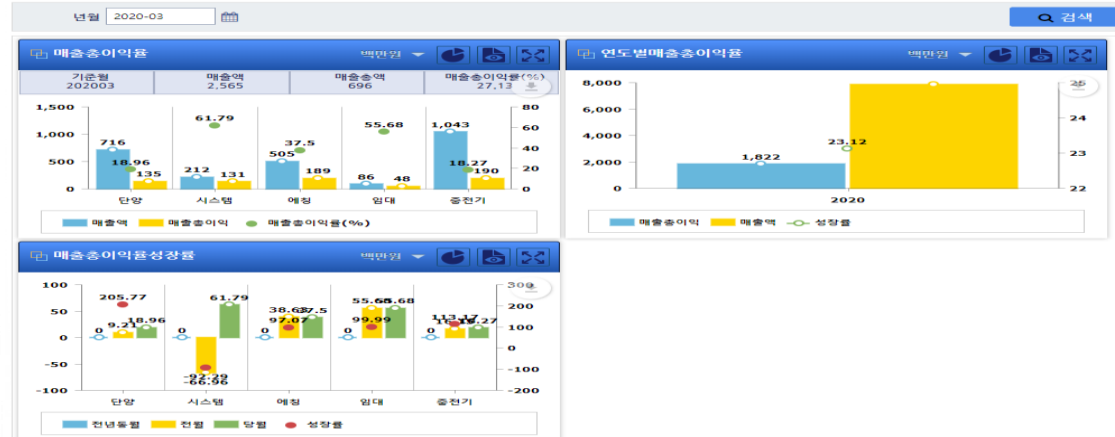 년월 2020-03
검색
매출총이익율 백만원
기준월 매출액 매출총액 매출총이익율(%)
202003 2,565 696 27.13
1,500 80
1,000 60
500 40
0 20
0
716 18.96 135
212 61.79 131
505 37.5 189
86 55.68 48
1,043 18.27 190
단양 시스템 에칭 임대 중전기
매출액 매출총이익 매출총이익율(%)
연도별매출총이익율 백만원
8,000 25
6,000 24
4,000 23
2,000 22
0
1,822 23.12
2020
매출총이익 매출액 성장률
매출총이익율성장률 백만원
100 300
50 200
0 100
-50 0
-100 -100
-200
0 9.21 205.77 18.96
0 -92.29 -66.96 61.79
0 38.63 97.07 37.5
0 55.68 99.99 55.68
0 113.17 18.27
단양 시스템 에칭 임대 중전기
전년동월 전월 당월 성장률